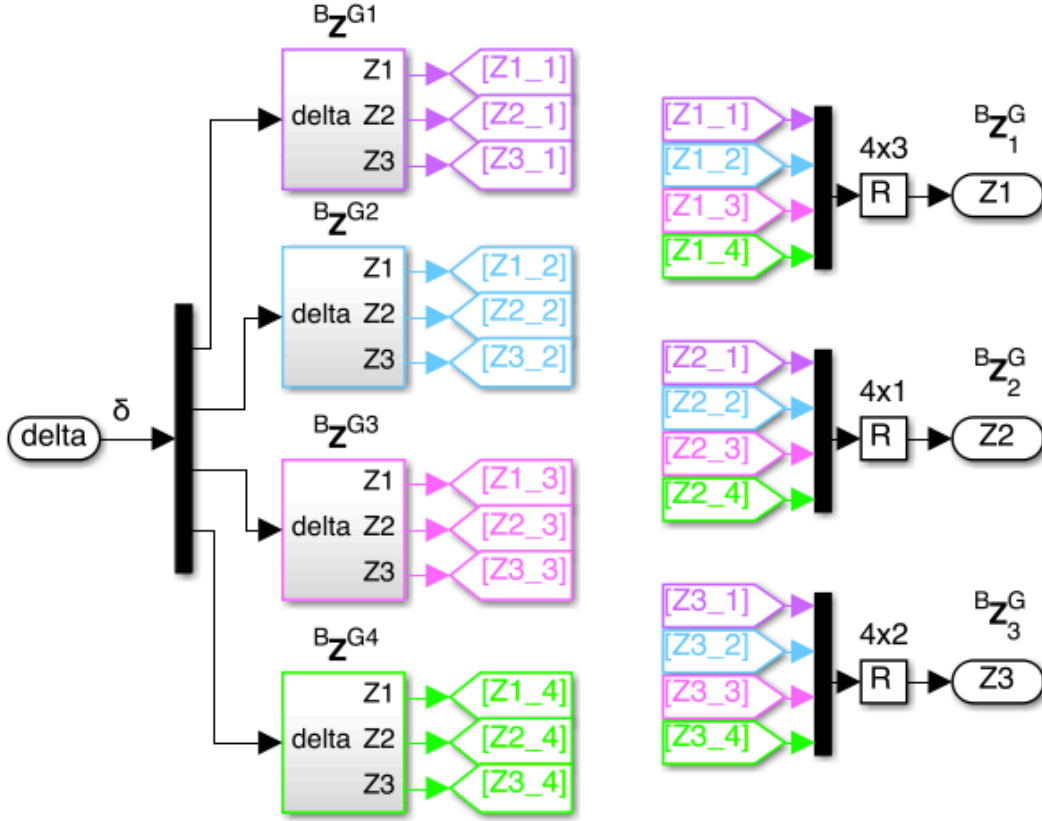 BZG1
Z1
delta Z2
Z3
[Z1_1]
[Z2_1]
[Z3_1]
BZG2
Z1
delta Z2
Z3
[Z1_2]
[Z2_2]
[Z3_2]
δ
delta
BZG3
Z1
delta Z2
Z3
[Z1_3]
[Z2_3]
[Z3_3]
BZG4
Z1
delta Z2
Z3
[Z1_4]
[Z2_4]
[Z3_4]
[Z1_1]
[Z1_2]
[Z1_3]
[Z1_4]
4x3
R
BZG1
Z1
[Z2_1]
[Z2_2]
[Z2_3]
[Z2_4]
4x1
R
BZG2
Z2
[Z3_1]
[Z3_2]
[Z3_3]
[Z3_4]
4x2
R
BZG3
Z3